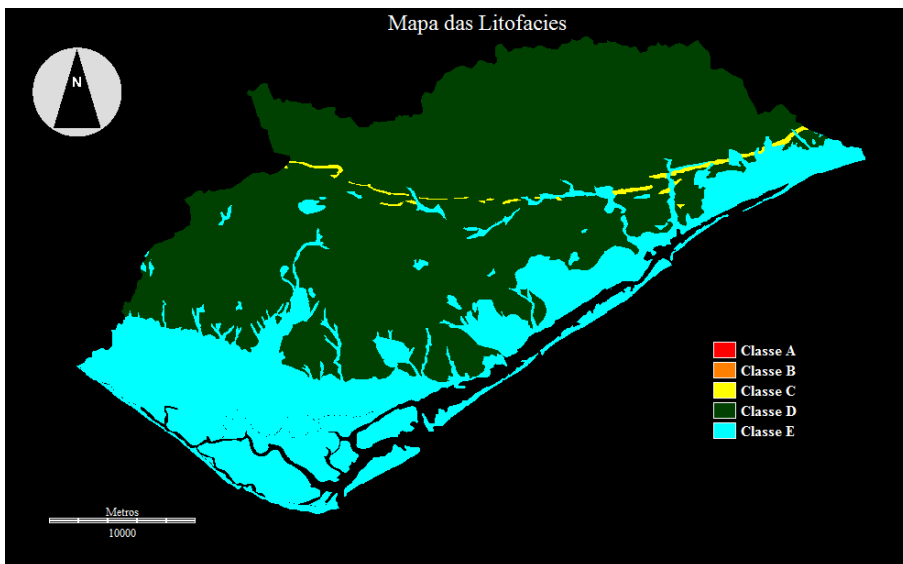 Mapa das Litofacies
N
Classe A
Classe B
Classe C
Classe D
Classe E
Metros
10000